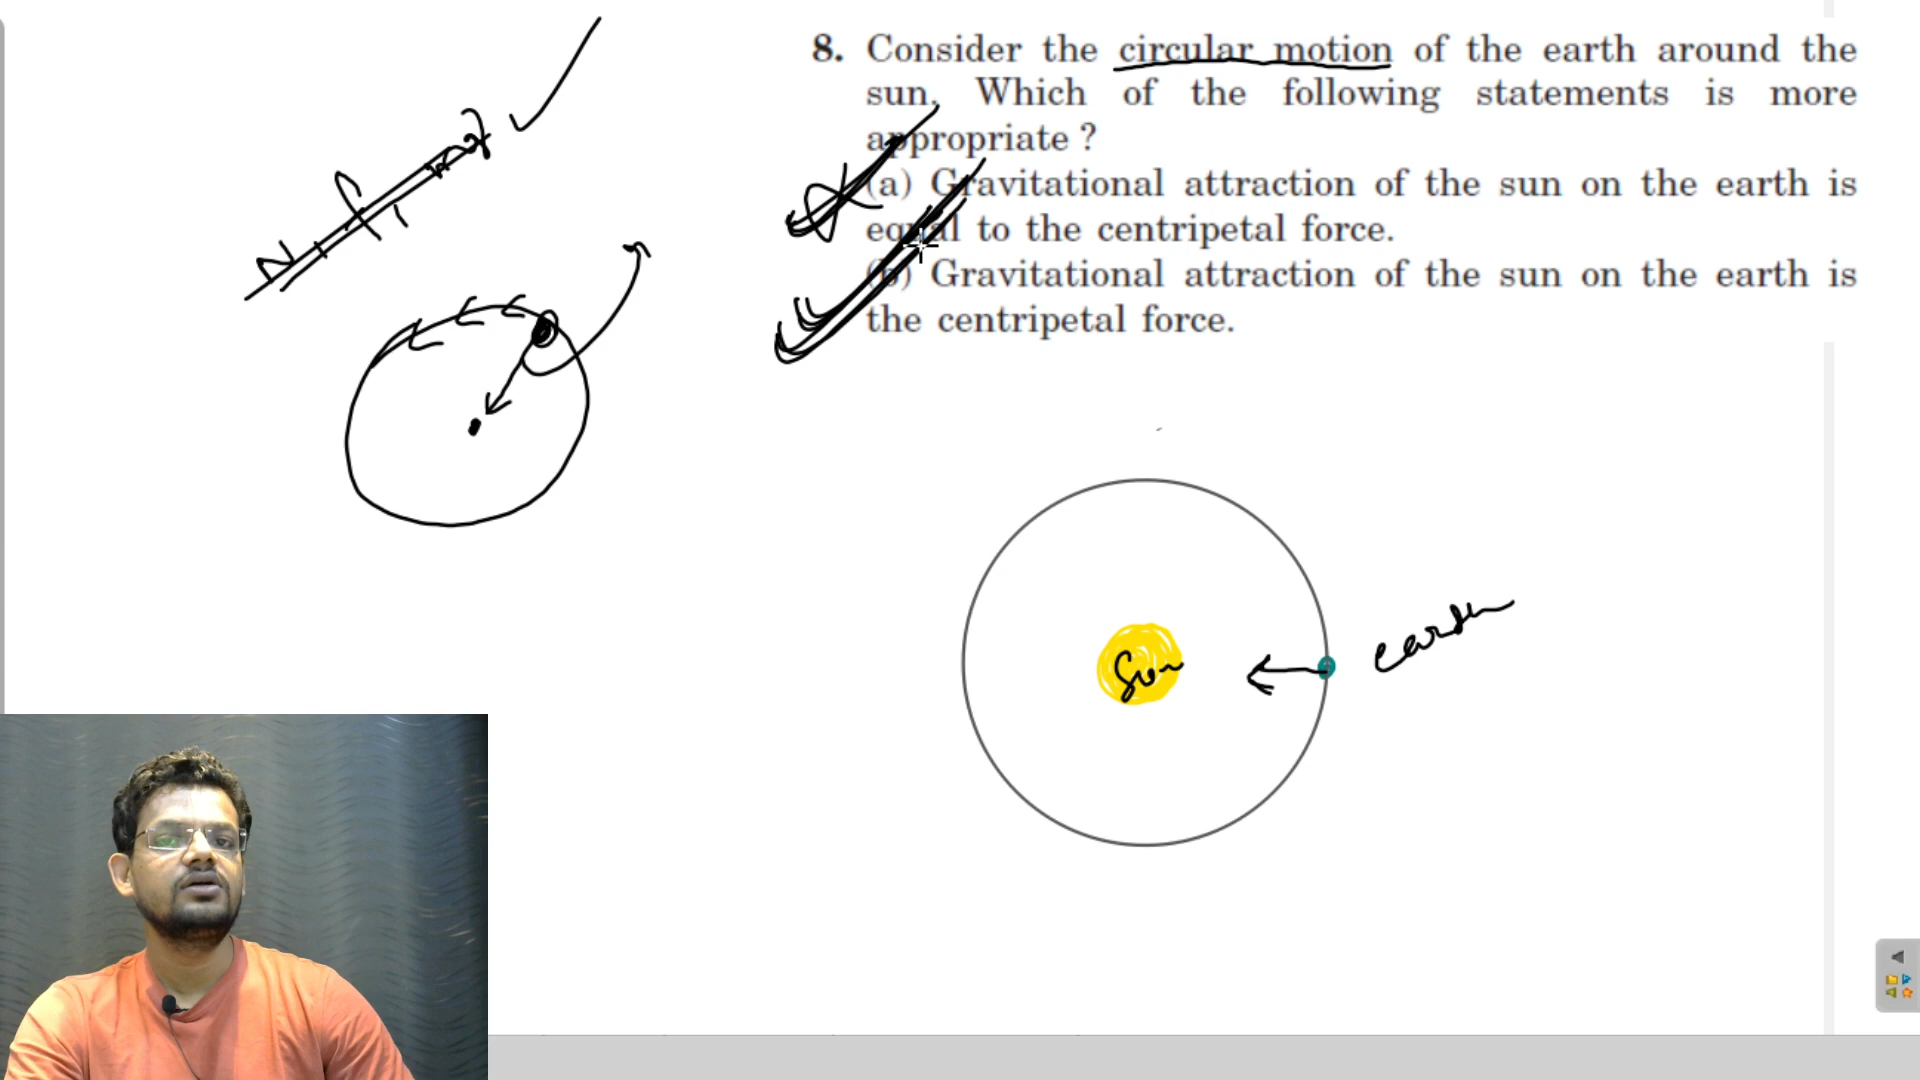 8. Consider the circular motion of the earth around the
sun. Which of the following statements is more
appropriate ?
(a) Gravitational attraction of the sun on the earth is
equal to the centripetal force.
(b) Gravitational attraction of the sun on the earth is
the centripetal force.
Sun
earth